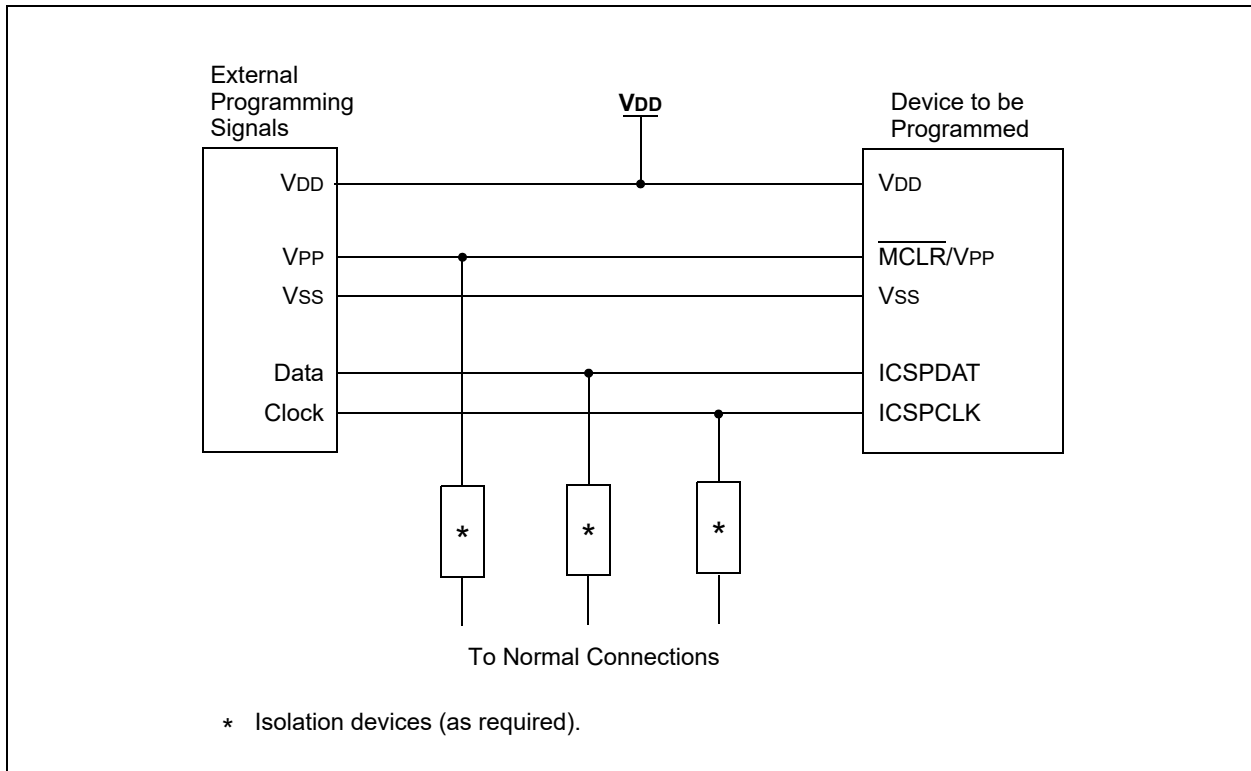 External
Programming
Signals
VDD
Device to be
Programmed
VDD
VDD
VPP
MCLR/VPP
VSS
VSS
Data
ICSPDAT
Clock
ICSPCLK
*
*
*
To Normal Connections
* Isolation devices (as required).